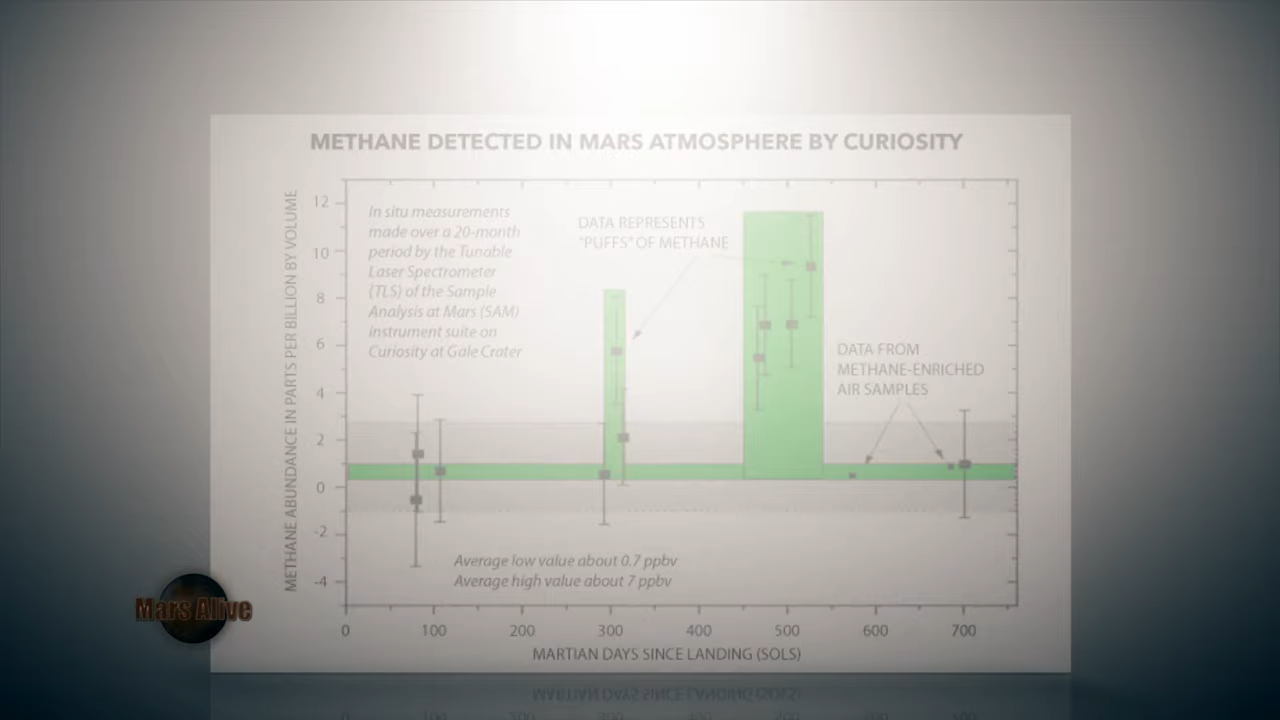 METHANE DETECTED IN MARS ATMOSPHERE BY CURIOSITY
METHANE ABUNDANCE IN PARTS PER BILLION BY VOLUME
12
10
8
6
4
2
0
-2
-4
In situ measurements
made over a 20-month
period by the Tunable
Laser Spectrometer
(TLS) of the Sample
Analysis at Mars (SAM)
instrument suite on
Curiosity at Gale Crater
DATA REPRESENTS
"PUFFS" OF METHANE
DATA FROM
METHANE-ENRICHED
AIR SAMPLES
Average low value about 0.7 ppbv
Average high value about 7 ppbv
0 100 200 300 400 500 600 700
MARTIAN DAYS SINCE LANDING (SOLS)
Mars Alive